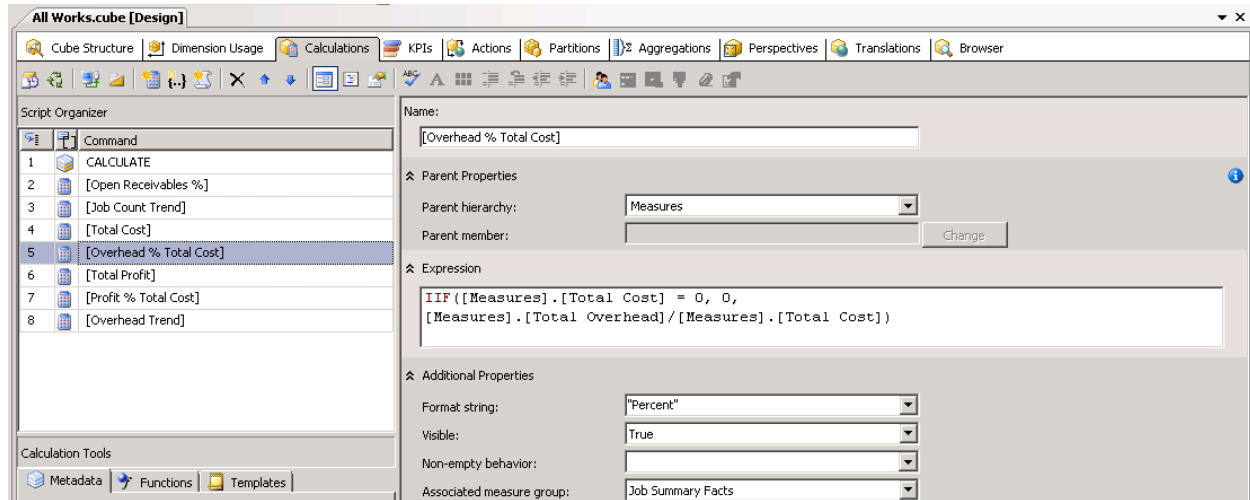 All Works.cube [Design]
Cube Structure Dimension Usage Calculations KPIs Actions Partitions Aggregations Perspectives Translations Browser
Script Organizer
Command
1 CALCULATE
2 [Open Receivables %]
3 [Job Count Trend]
4 [Total Cost]
5 [Overhead % Total Cost]
6 [Total Profit]
7 [Profit % Total Cost]
8 [Overhead Trend]
Calculation Tools
Metadata Functions Templates
Name:
[Overhead % Total Cost]
Parent Properties
Parent hierarchy: Measures
Parent member: Change
Expression
IIF([Measures].[Total Cost] = 0, 0,
[Measures].[Total Overhead]/[Measures].[Total Cost])
Additional Properties
Format string: "Percent"
Visible: True
Non-empty behavior:
Associated measure group: Job Summary Facts